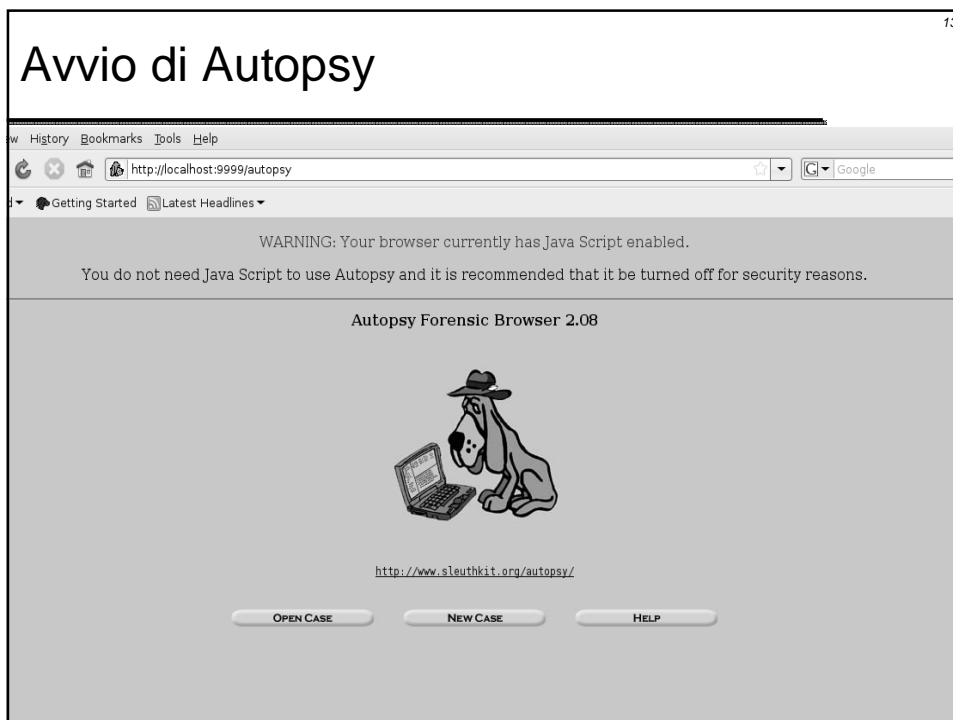 13
Avvio di Autopsy
w History Bookmarks Tools Help
http://localhost:9999/autopsy
G Google
Getting Started Latest Headlines
WARNING: Your browser currently has Java Script enabled.
You do not need Java Script to use Autopsy and it is recommended that it be turned off for security reasons.
Autopsy Forensic Browser 2.08
http://www.sleuthkit.org/autopsy/
OPEN CASE NEW CASE HELP